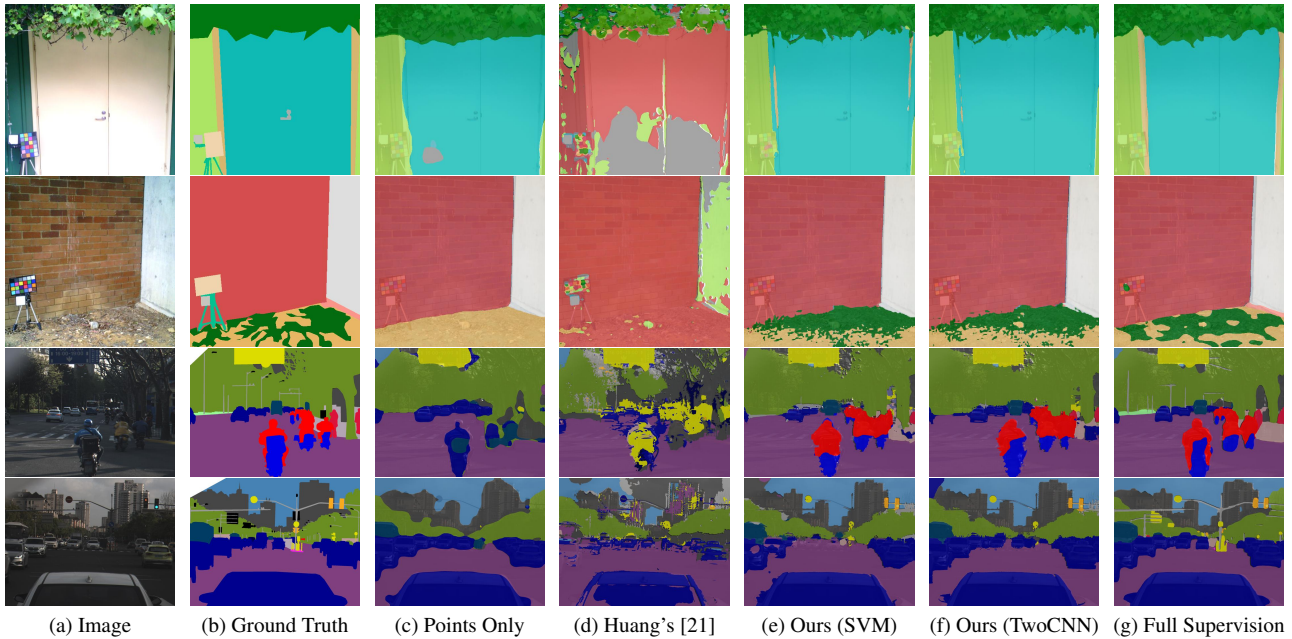 (a) Image
(b) Ground Truth
(c) Points Only
(d) Huang's [21]
(e) Ours (SVM)
(f) Ours (TwoCNN)
(g) Full Supervision